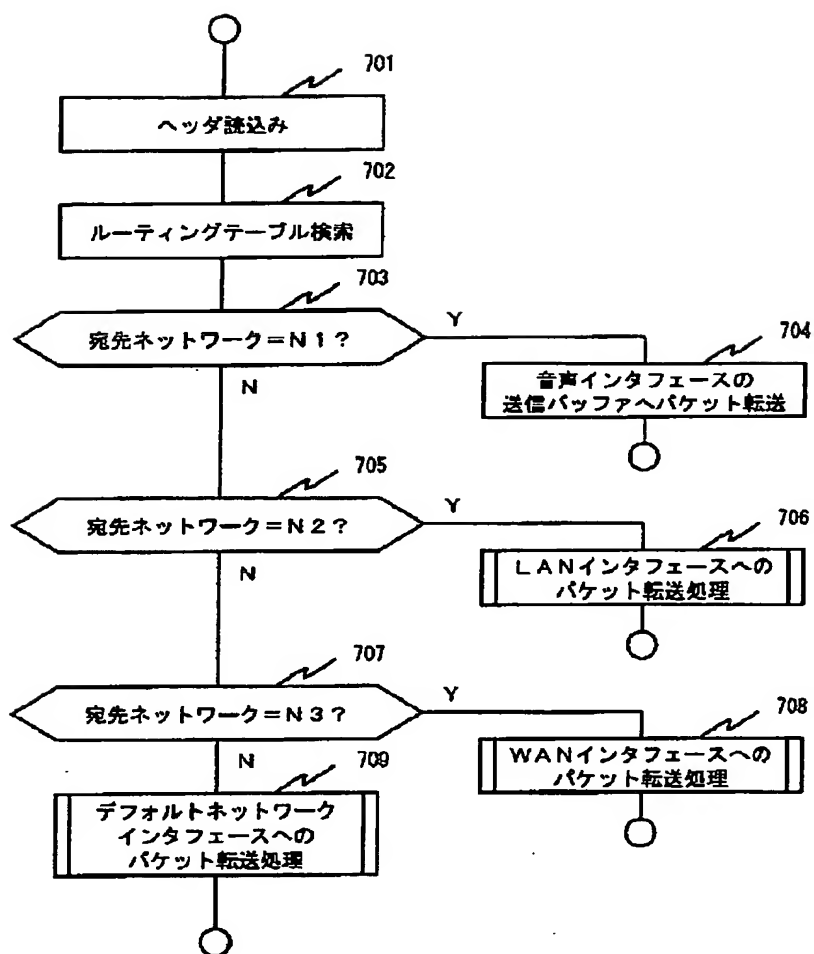 701
ヘッダ読込み
702
ルーティングテーブル検索
703
宛先ネットワーク=N1?
Y
N
704
音声インタフェースの
送信バッファへパケット転送
705
宛先ネットワーク=N2?
Y
N
706
LANインタフェースへの
パケット転送処理
707
宛先ネットワーク=N3?
Y
N
708
WANインタフェースへの
パケット転送処理
709
デフォルトネットワーク
インタフェースへの
パケット転送処理